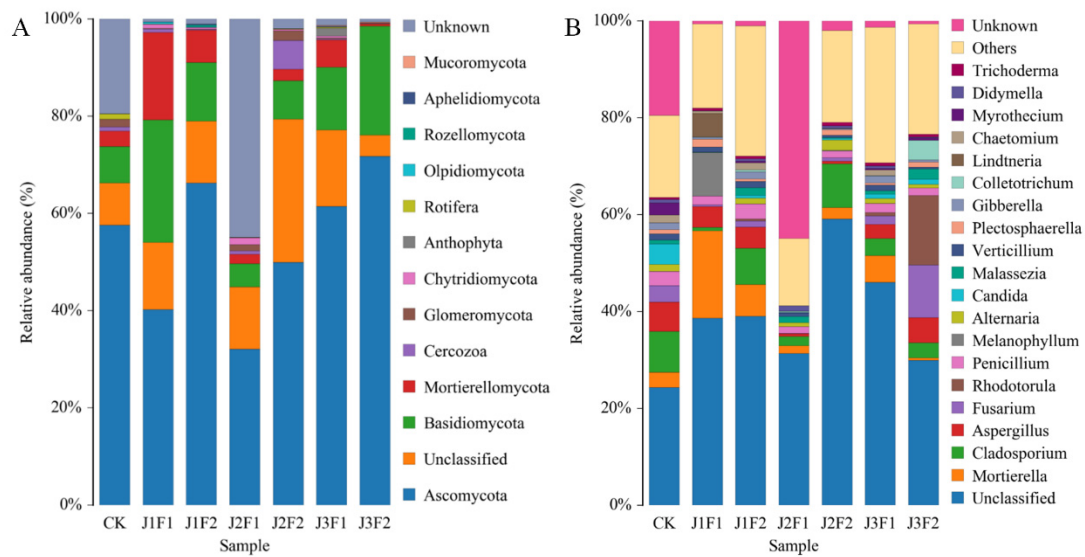 A
Relative abundance (%)
100%
80%
60%
40%
20%
0%
CK J1F1 J1F2 J2F1 J2F2 J3F1 J3F2
Sample
Unknown
Mucoromycota
Aphelidiomycota
Rozellomycota
Olpidiomycota
Rotifera
Anthophyta
Chytridiomycota
Glomeromycota
Cercozoa
Mortierellomycota
Basidiomycota
Unclassified
Ascomycota
B
Relative abundance (%)
100%
80%
60%
40%
20%
0%
CK J1F1 J1F2 J2F1 J2F2 J3F1 J3F2
Sample
Unknown
Others
Trichoderma
Didymella
Myrothecium
Chaetomium
Lindtneria
Colletotrichum
Gibberella
Plectosphaerella
Verticillium
Malassezia
Candida
Alternaria
Melanophyllum
Penicillium
Rhodotorula
Fusarium
Aspergillus
Cladosporium
Mortierella
Unclassified